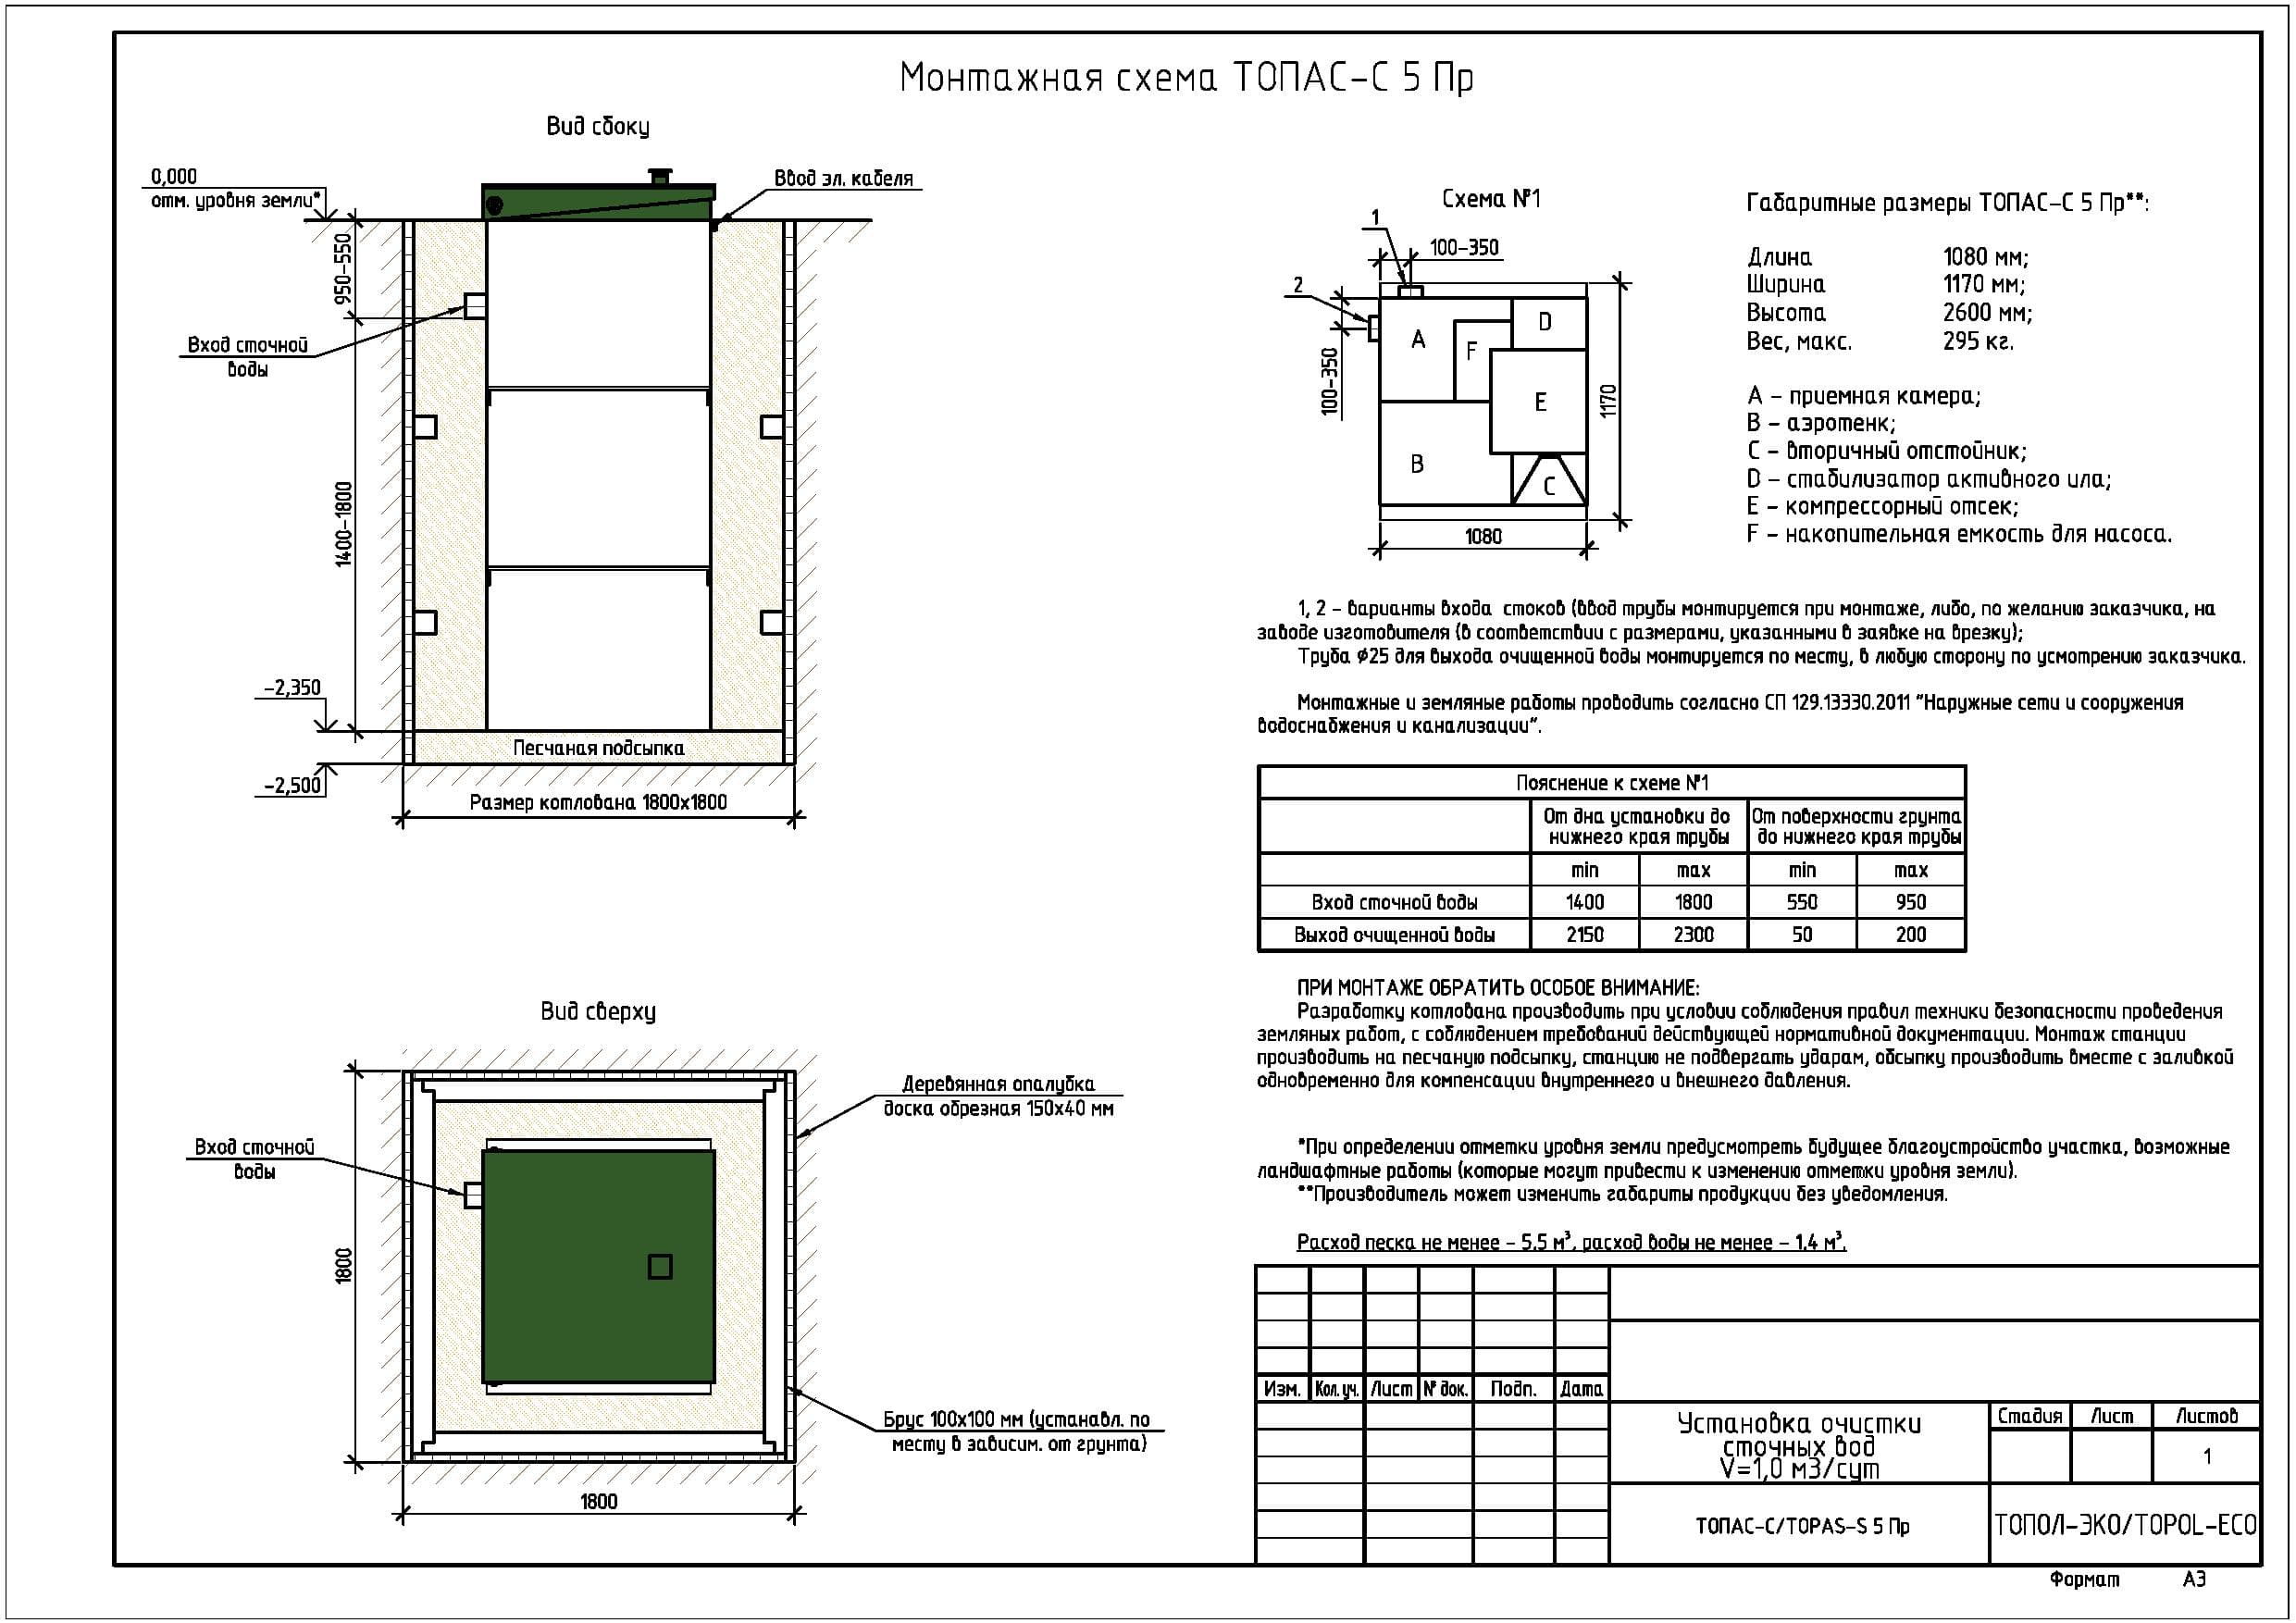 Монтажная схема ТОПАС-С 5 Пр
Вид сбоку
0,000
отм. уровня земли*
Ввод эл. кабеля
950-550
Вход сточной
воды
1400-1800
-2,350
Песчаная подсыпка
-2,500
Размер котлована 1800х1800
Вид сверху
Деревянная опалубка
доска обрезная 150х40 мм
Вход сточной
воды
1800
Брус 100х100 мм (устанавл. по
месту в зависим. от грунта)
1800
Схема №1
1
100-350
2
100-350
A
D
F
E
B
C
1170
1080
Габаритные размеры ТОПАС-С 5 Пр**:
Длина 1080 мм;
Ширина 1170 мм;
Высота 2600 мм;
Вес, макс. 295 кг.
A - приемная камера;
B - аэротенк;
C - вторичный отстойник;
D - стабилизатор активного ила;
E - компрессорный отсек;
F - накопительная емкость для насоса.
1, 2 - варианты входа стоков (ввод трубы монтируется при монтаже, либо, по желанию заказчика, на
заводе изготовителя (в соответствии с размерами, указанными в заявке на врезку);
Труба φ25 для выхода очищенной воды монтируется по месту, в любую сторону по усмотрению заказчика.
Монтажные и земляные работы проводить согласно СП 129.13330.2011 "Наружные сети и сооружения
водоснабжения и канализации".
Пояснение к схеме №1
От дна установки до нижнего края трубы
От поверхности грунта до нижнего края трубы
min max min max
Вход сточной воды 1400 1800 550 950
Выход очищенной воды 2150 2300 50 200
ПРИ МОНТАЖЕ ОБРАТИТЬ ОСОБОЕ ВНИМАНИЕ:
Разработку котлована производить при условии соблюдения правил техники безопасности проведения
земляных работ, с соблюдением требований действующей нормативной документации. Монтаж станции
производить на песчаную подсыпку, станцию не подвергать ударам, обсыпку производить вместе с заливкой
одновременно для компенсации внутреннего и внешнего давления.
*При определении отметки уровня земли предусмотреть будущее благоустройство участка, возможные
ландшафтные работы (которые могут привести к изменению отметки уровня земли).
**Производитель может изменить габариты продукции без уведомления.
Расход песка не менее - 5,5 м³, расход воды не менее - 1,4 м³.
Изм. Кол.уч. Лист № док. Подп. Дата
Установка очистки
сточных вод
V=1,0 м3/сут
Стадия Лист Листов
1
ТОПАС-С/TOPAS-S 5 Пр
ТОПОЛ-ЭКО/TOPOL-ECO
Формат А3